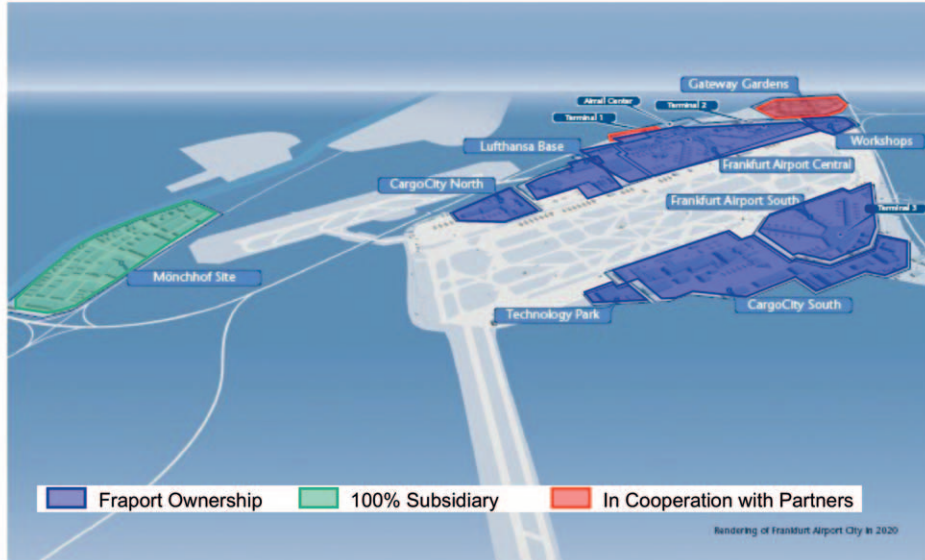 Gateway Gardens
Airrail Center
Terminal 2
Terminal 1
Workshops
Lufthansa Base
Frankfurt Airport Central
CargoCity North
Frankfurt Airport South
Terminal 3
Mönchhof Site
CargoCity South
Technology Park
Fraport Ownership
100% Subsidiary
In Cooperation with Partners
Rendering of Frankfurt Airport City in 2020